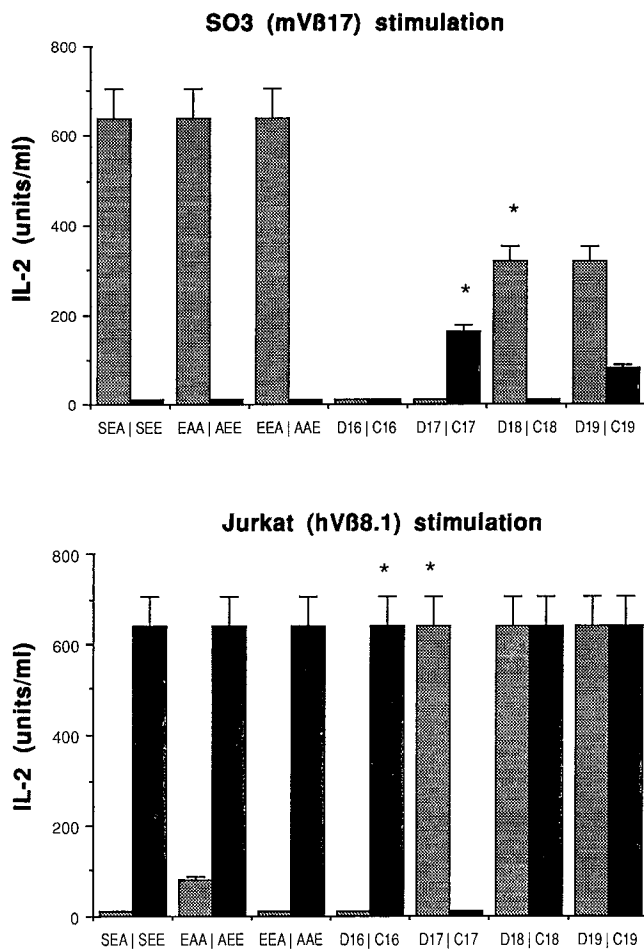 SO3 (mVß17) stimulation
800
600
400
200
0
IL-2 (units/ml)
*
*
SEA | SEE EAA | AEE EEA | AAE D16 | C16 D17 | C17 D18 | C18 D19 | C19
Jurkat (hVß8.1) stimulation
800
600
400
200
0
IL-2 (units/ml)
* *
SEA | SEE EAA | AEE EEA | AAE D16 | C16 D17 | C17 D18 | C18 D19 | C19